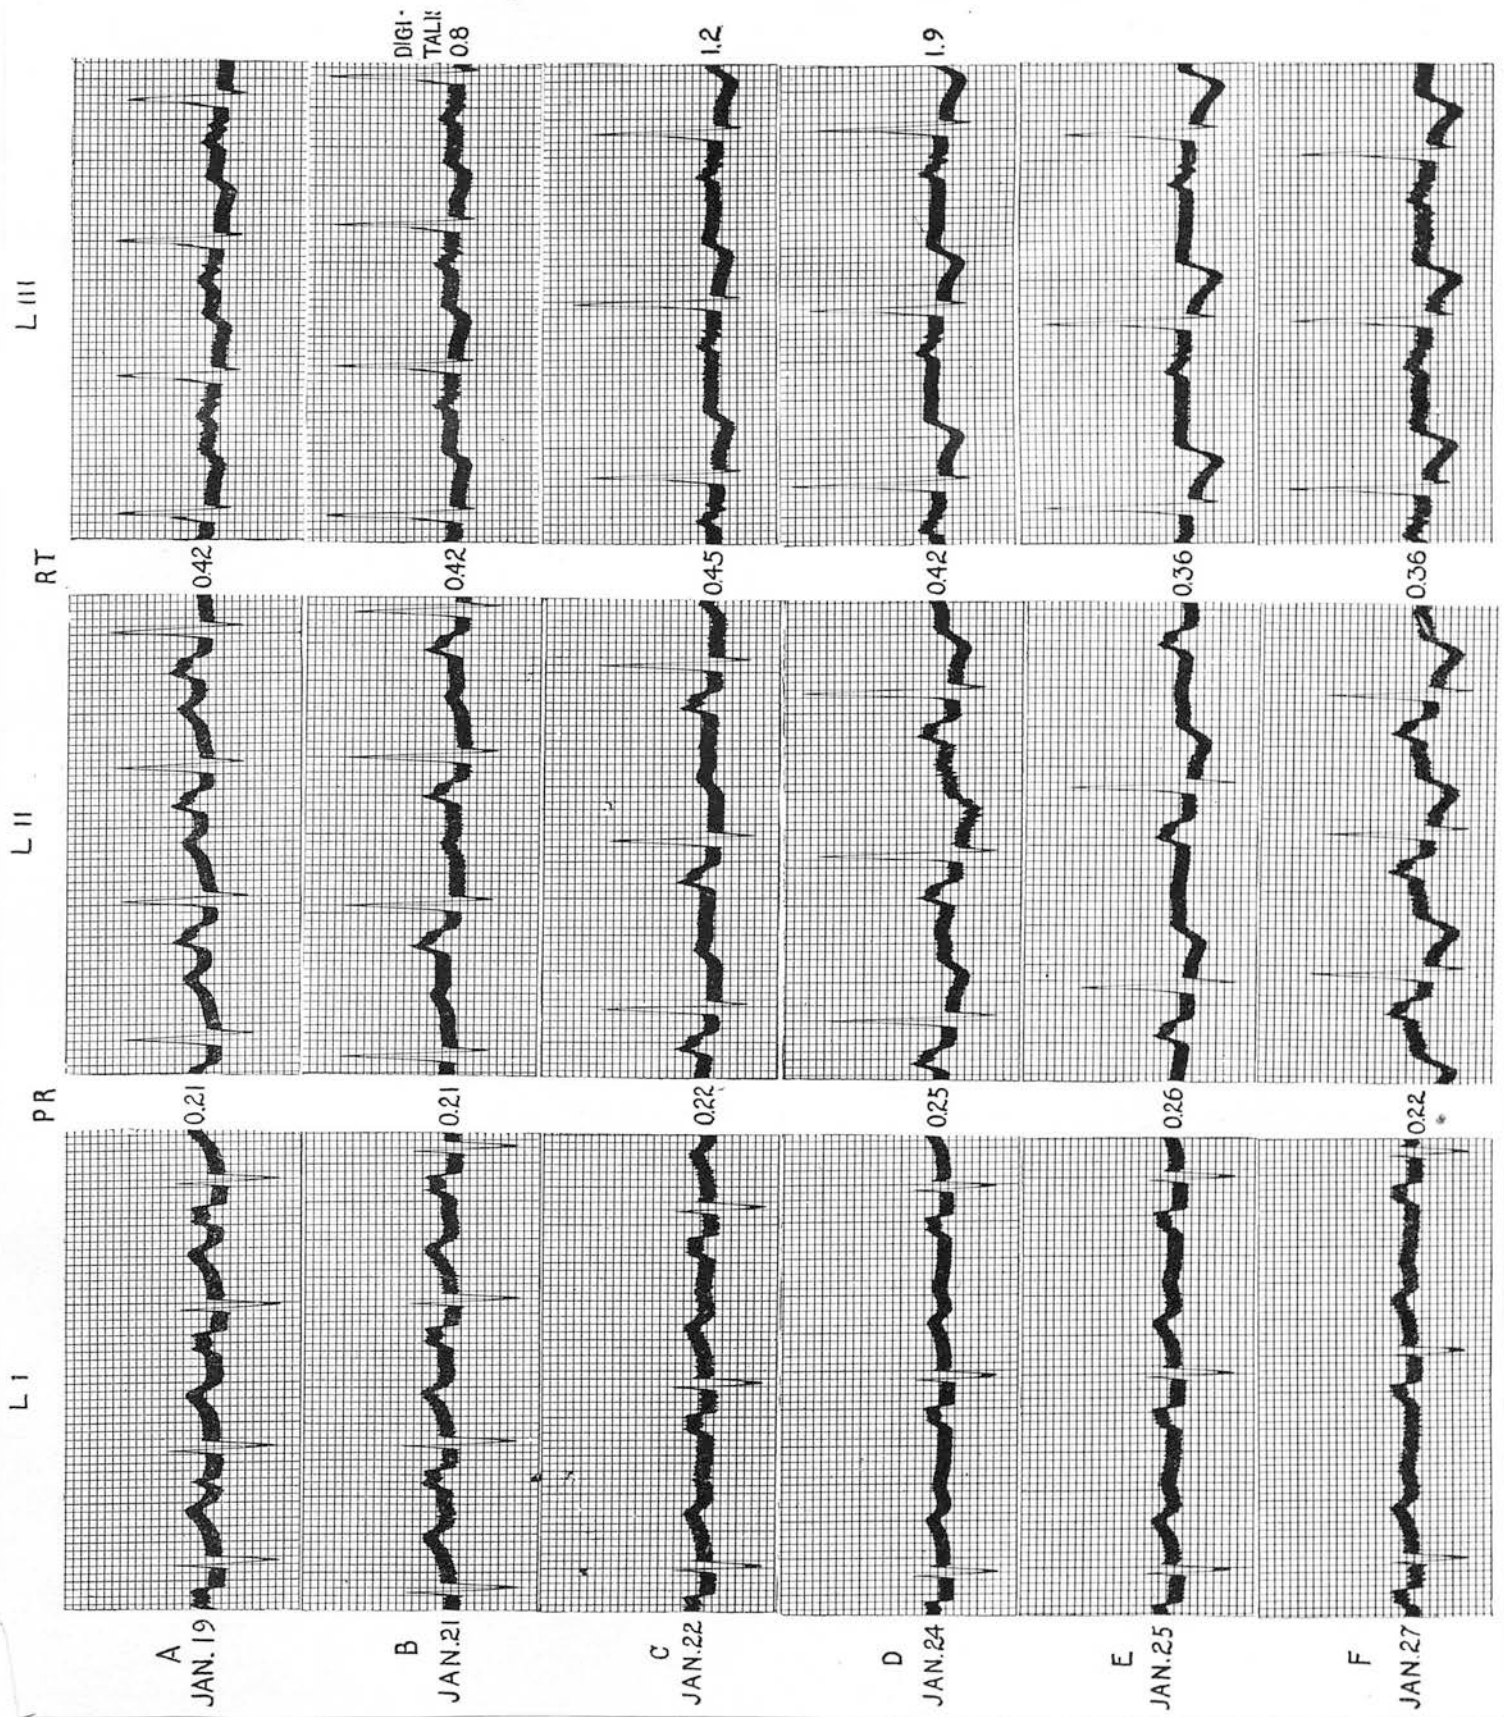 L I
L II
L III
PR
RT
A
JAN. 19
0.21
0.42
B
JAN. 21
0.21
0.42
DIGI-
TALIS
0.8
C
JAN. 22
0.22
0.45
1.2
D
JAN. 24
0.25
0.42
1.9
E
JAN. 25
0.26
0.36
F
JAN. 27
0.22
0.36